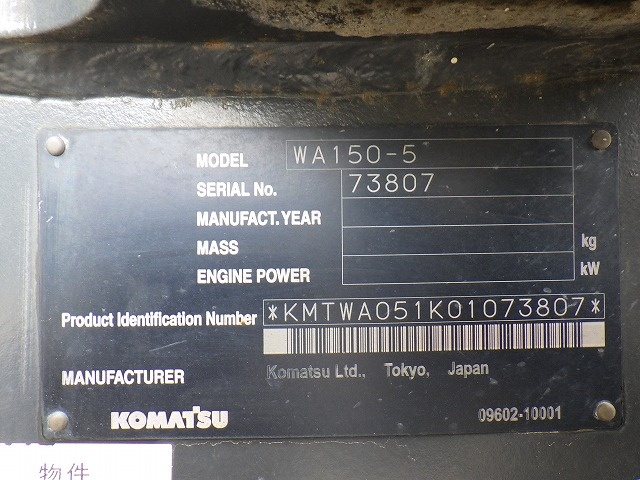 MODEL WA150-5
SERIAL No. 73807
MANUFACT. YEAR
MASS kg
ENGINE POWER kW
Product Identification Number *KMTWA051K01073807*
MANUFACTURER Komatsu Ltd., Tokyo, Japan
KOMATSU 09602-10001
物件